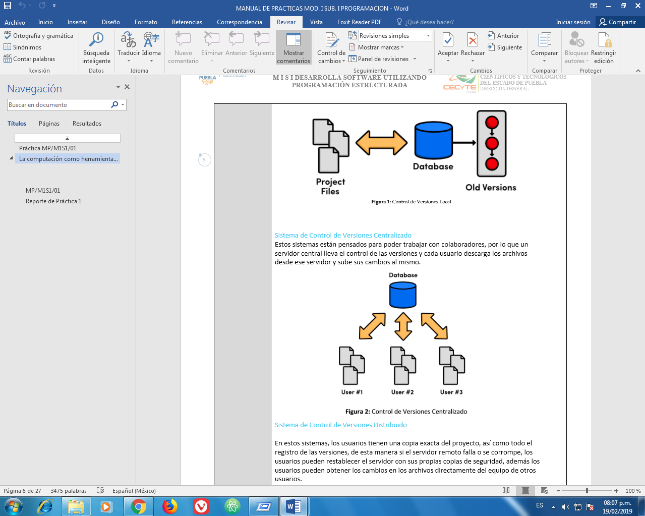 MANUAL DE PRACTICAS MOD I SUB. I PROGRAMACION - Word
Archivo Inicio Insertar Diseño Formato Referencias Correspondencia Revisar Vista Foxit Reader PDF ¿Qué desea hacer? Iniciar sesión Compartir
Ortografía y gramática
Sinónimos
Contar palabras
Revisión
Búsqueda inteligente
Datos
Traducir Idioma
Idioma
Nuevo comentario Eliminar Anterior Siguiente Mostrar comentarios
Comentarios
Control de cambios
Revisiones simples
Mostrar marcas
Panel de revisiones
Seguimiento
Aceptar Rechazar
Anterior
Siguiente
Cambios
Comparar
Comparar
Bloquear autores Restringir edición
Proteger
Navegación
Buscar en documento
Títulos Páginas Resultados
Práctica MP/M1S1/01
La computación como herramienta...
MP/M1S1/01
Reporte de Práctica 1
PUEBLA
M I S I DESARROLLA SOFTWARE UTILIZANDO
PROGRAMACIÓN ESTRUCTURADA
CECYTE
CIENTÍFICOS Y TECNOLÓGICOS
DEL ESTADO DE PUEBLA
DIRECCIÓN GENERAL
Project
Files
Database
Old Versions
Figura 1: Control de Versiones Local
Sistema de Control de Versiones Centralizado
Estos sistemas están pensados para poder trabajar con colaboradores, por lo que un
servidor central lleva el control de las versiones y cada usuario descarga los archivos
desde ese servidor y sube sus cambios al mismo.
Database
User #1 User #2 User #3
Figura 2: Control de Versiones Centralizado
Sistema de Control de Versiones Distribuido
En estos sistemas, los usuarios tienen una copia exacta del proyecto, así como todo el
registro de las versiones, de esta manera si el servidor remoto falla o se corrompe, los
usuarios pueden restablecer el servidor con sus propias copias de seguridad, además los
usuarios pueden obtener los cambios en los archivos directamente del equipo de otros
usuarios.
Página 6 de 27 3475 palabras Español (México) 100 %
ES 08:07 p.m.
19/02/2019